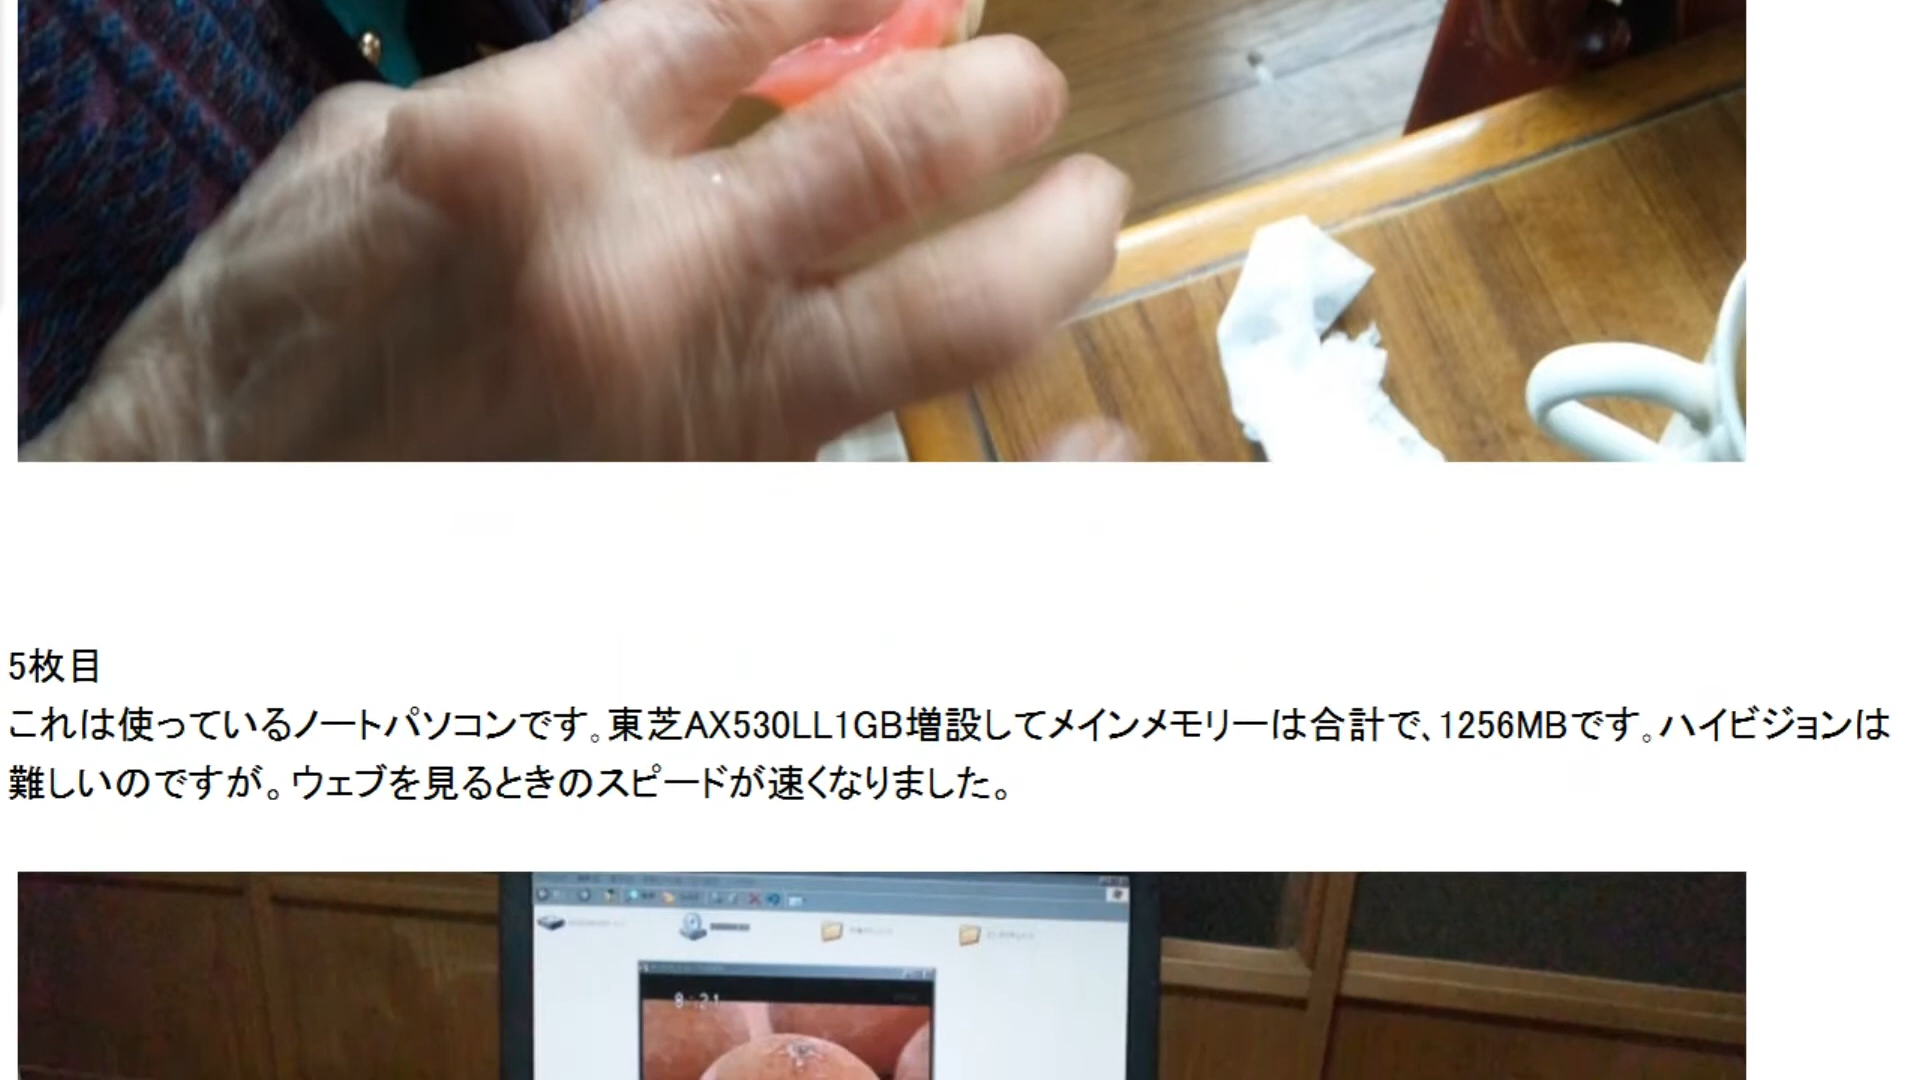 5枚目
これは使っているノートパソコンです。東芝AX530LL1GB増設してメインメモリーは合計で、1256MBです。ハイビジョンは
難しいのですが。ウェブを見るときのスピードが速くなりました。
8:21